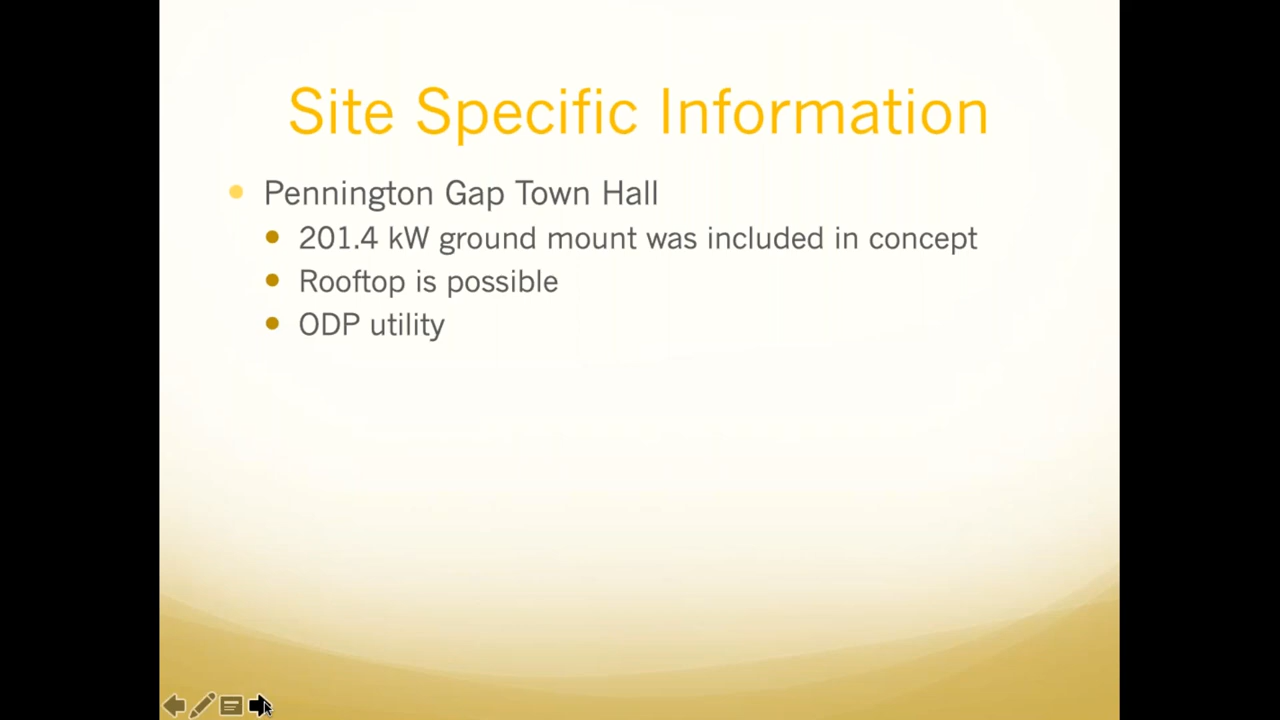 Site Specific Information
Pennington Gap Town Hall
201.4 kW ground mount was included in concept
Rooftop is possible
ODP utility